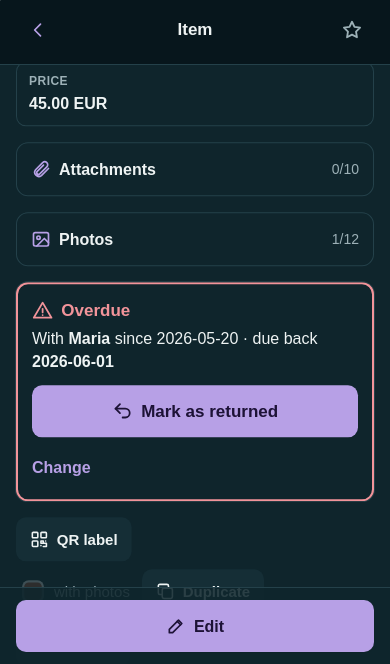 Item
PRICE
45.00 EUR
Attachments 0/10
Photos 1/12
Overdue
With Maria since 2026-05-20 · due back
2026-06-01
Mark as returned
Change
QR label
with photos Duplicate
Edit